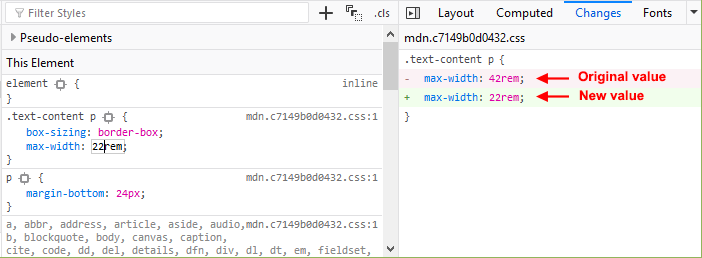 Filter Styles
.cls
Layout
Computed
Changes
Fonts
Pseudo-elements
This Element
element {
inline
}
.text-content p {
mdn.c7149b0d0432.css:1
box-sizing: border-box;
max-width: 22rem;
}
p {
mdn.c7149b0d0432.css:1
margin-bottom: 24px;
}
a, abbr, address, article, aside, audio,
mdn.c7149b0d0432.css:1
b, blockquote, body, canvas, caption,
cite, code, dd, del, details, dfn, div, dl, dt, em, fieldset,
mdn.c7149b0d0432.css
.text-content p {
- max-width: 42rem;
Original value
+ max-width: 22rem;
New value
}